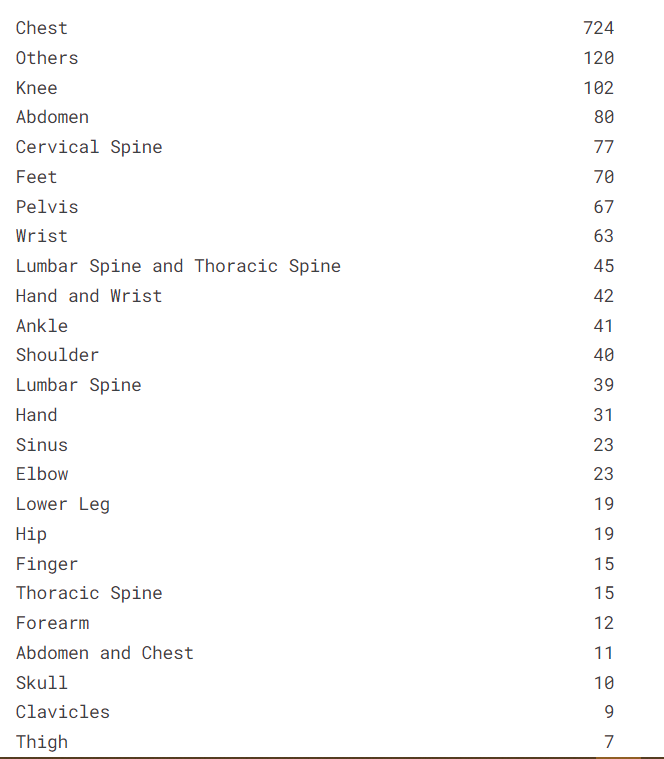 Chest 724
Others 120
Knee 102
Abdomen 80
Cervical Spine 77
Feet 70
Pelvis 67
Wrist 63
Lumbar Spine and Thoracic Spine 45
Hand and Wrist 42
Ankle 41
Shoulder 40
Lumbar Spine 39
Hand 31
Sinus 23
Elbow 23
Lower Leg 19
Hip 19
Finger 15
Thoracic Spine 15
Forearm 12
Abdomen and Chest 11
Skull 10
Clavicles 9
Thigh 7